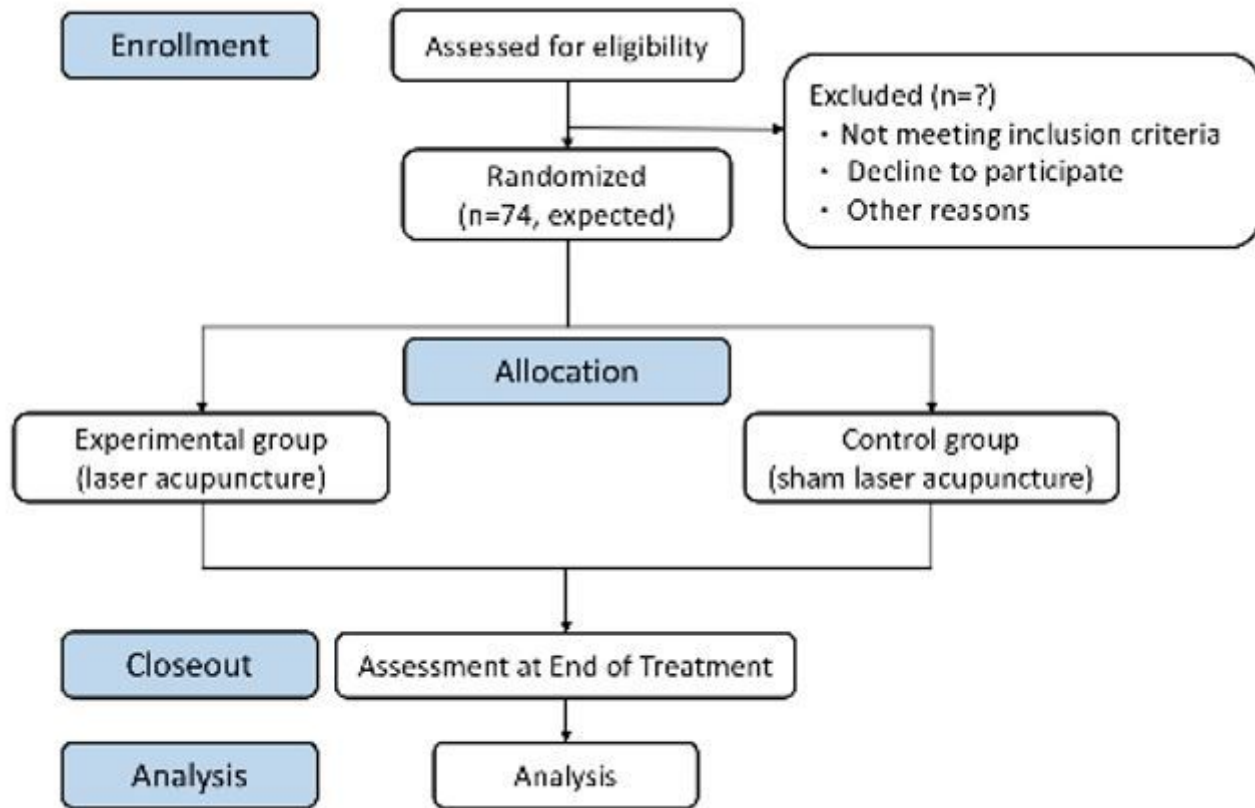 Enrollment
Assessed for eligibility
Excluded (n=?)
・ Not meeting inclusion criteria
・ Decline to participate
・ Other reasons
Randomized
(n=74, expected)
Allocation
Experimental group
(laser acupuncture)
Control group
(sham laser acupuncture)
Closeout
Assessment at End of Treatment
Analysis
Analysis